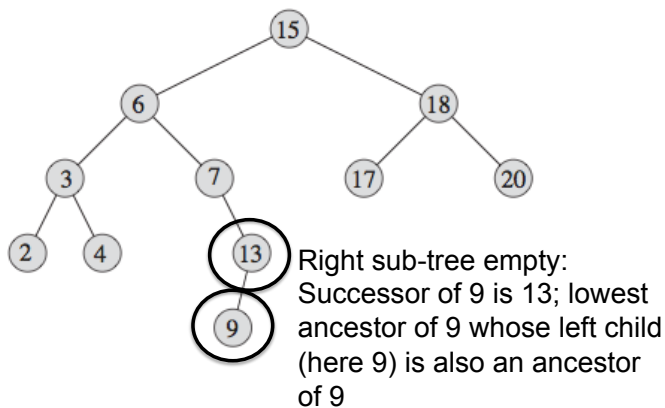 15
6 18
3 7 17 20
2 4 13
9
Right sub-tree empty:
Successor of 9 is 13; lowest
ancestor of 9 whose left child
(here 9) is also an ancestor
of 9